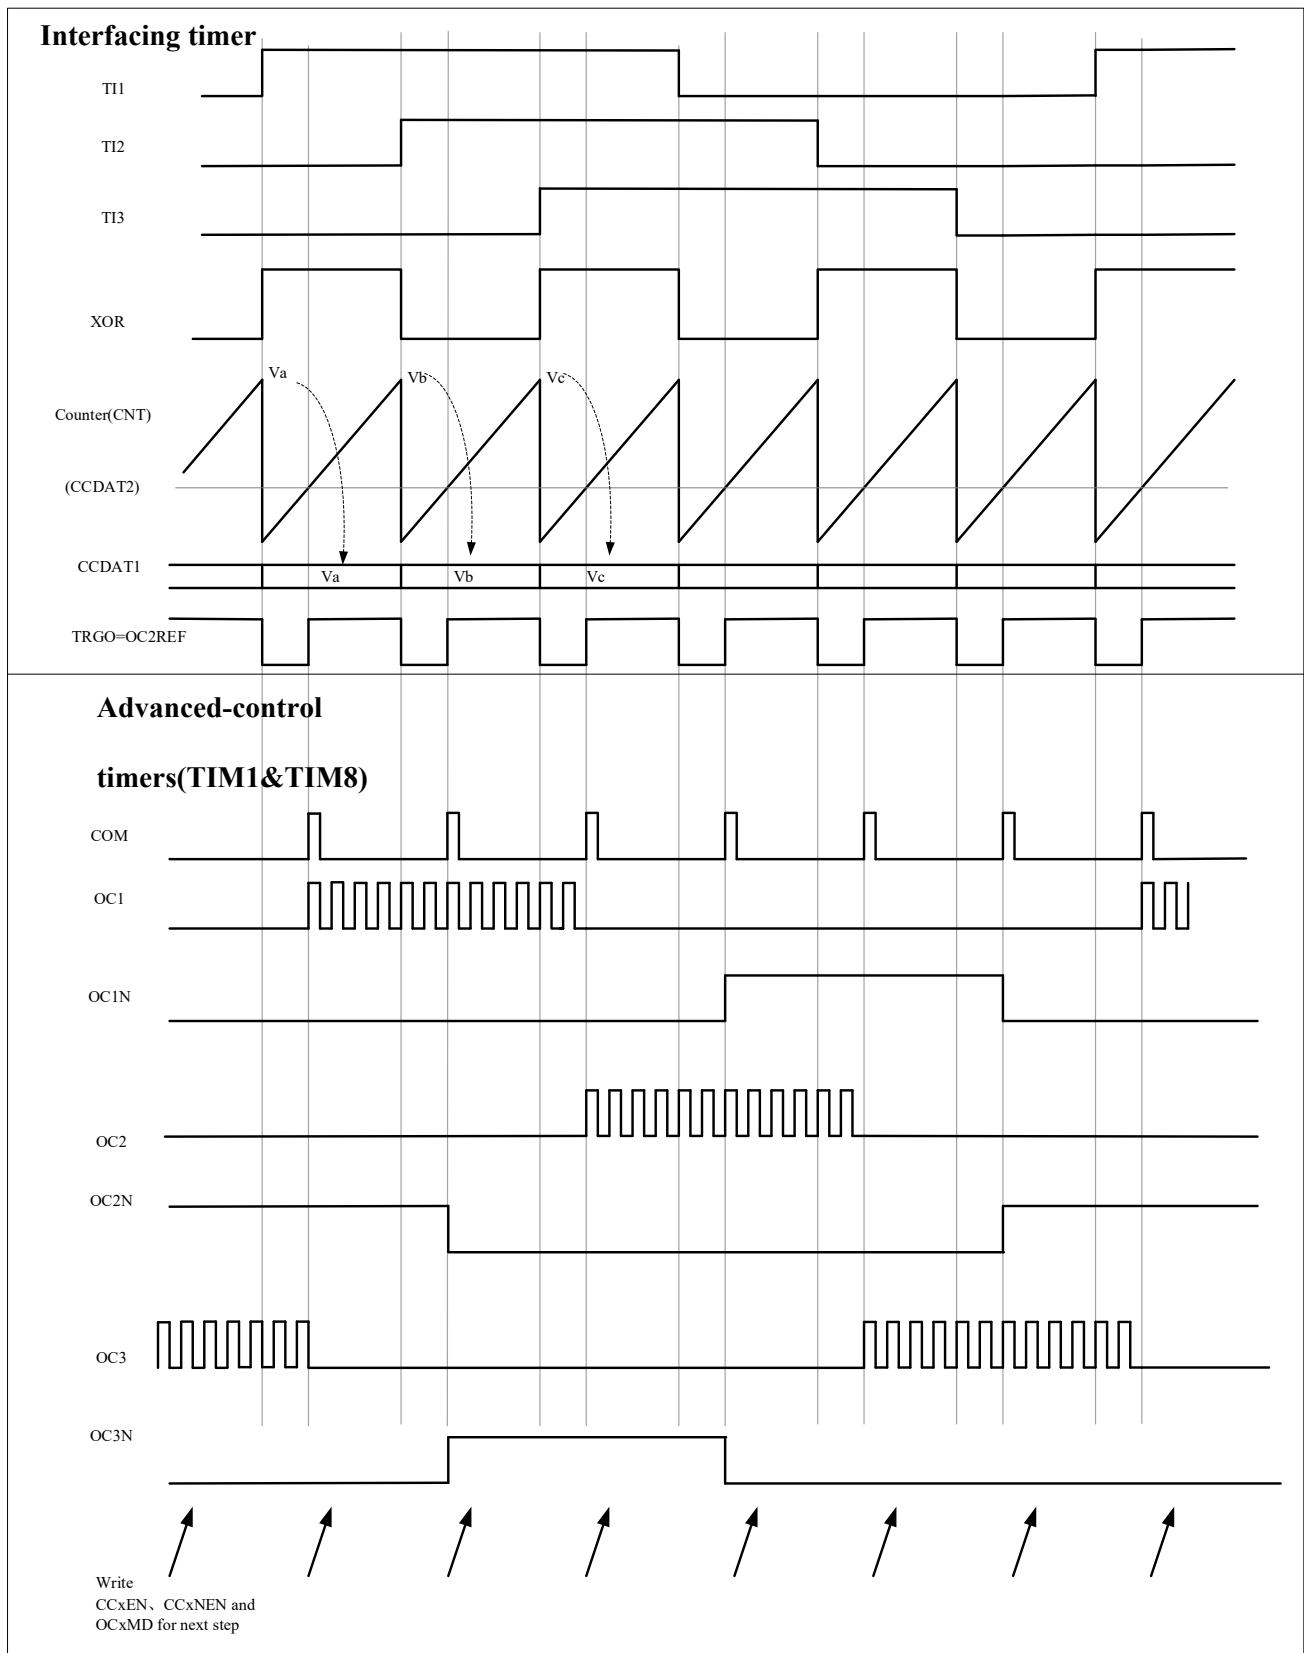 Interfacing timer
TI1
TI2
TI3
XOR
Va
Vb
Vc
Counter(CNT)
(CCDAT2)
CCDAT1
Va
Vb
Vc
TRGO=OC2REF
Advanced-control
timers(TIM1&TIM8)
COM
OC1
OC1N
OC2
OC2N
OC3
OC3N
Write
CCxEN、CCxNEN and
OCxMD for next step